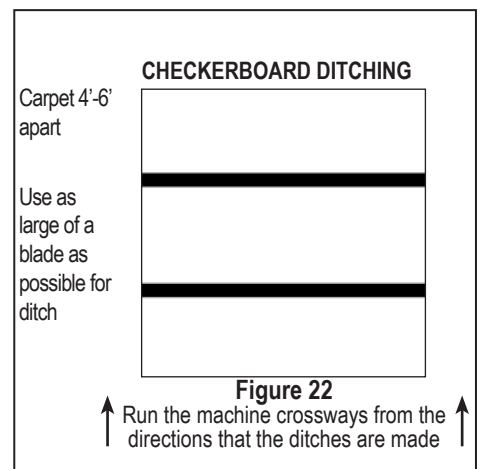 CHECKERBOARD DITCHING
Carpet 4’-6’
apart
Use as
large of a
blade as
possible for
ditch
Figure 22
Run the machine crossways from the
directions that the ditches are made